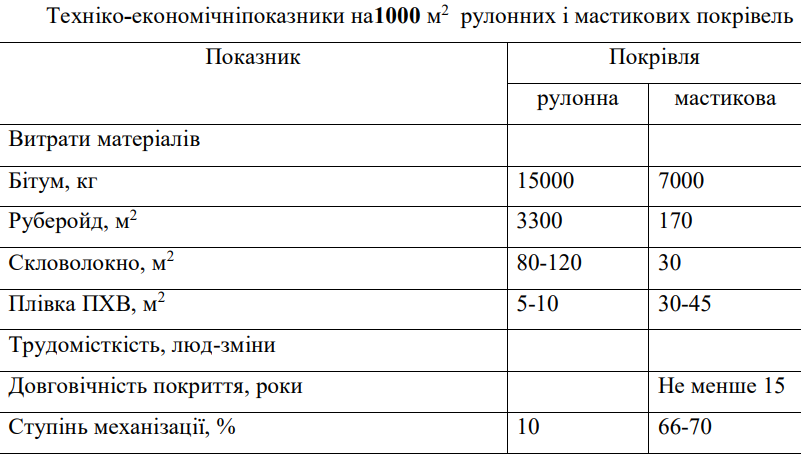 Техніко-економічніпоказники на1000 м² рулонних і мастикових покрівель
Показник Покрівля
рулонна мастикова
Витрати матеріалів
Бітум, кг 15000 7000
Руберойд, м² 3300 170
Скловолокно, м² 80-120 30
Плівка ПХВ, м² 5-10 30-45
Трудомісткість, люд-зміни
Довговічність покриття, роки Не менше 15
Ступінь механізації, % 10 66-70